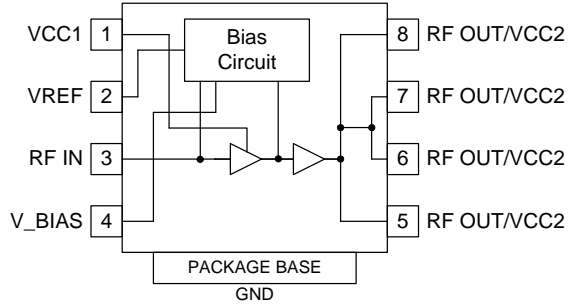 VCC1 1
VREF 2
RF IN 3
V_BIAS 4
Bias
Circuit
8 RF OUT/VCC2
7 RF OUT/VCC2
6 RF OUT/VCC2
5 RF OUT/VCC2
PACKAGE BASE
GND